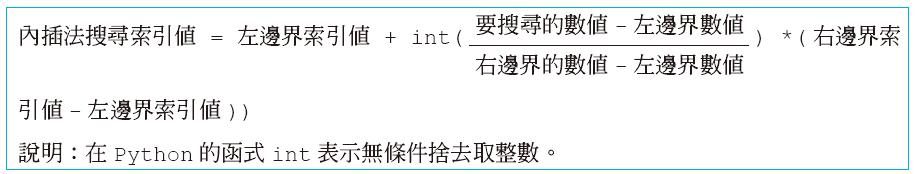 內插法搜尋索引值 = 左邊界索引值 + int(要搜尋的數值–左邊界數值/右邊界的數值–左邊界數值) *(右邊界索
引值–左邊界索引值))
說明：在 Python 的函式 int 表示無條件捨去取整數。